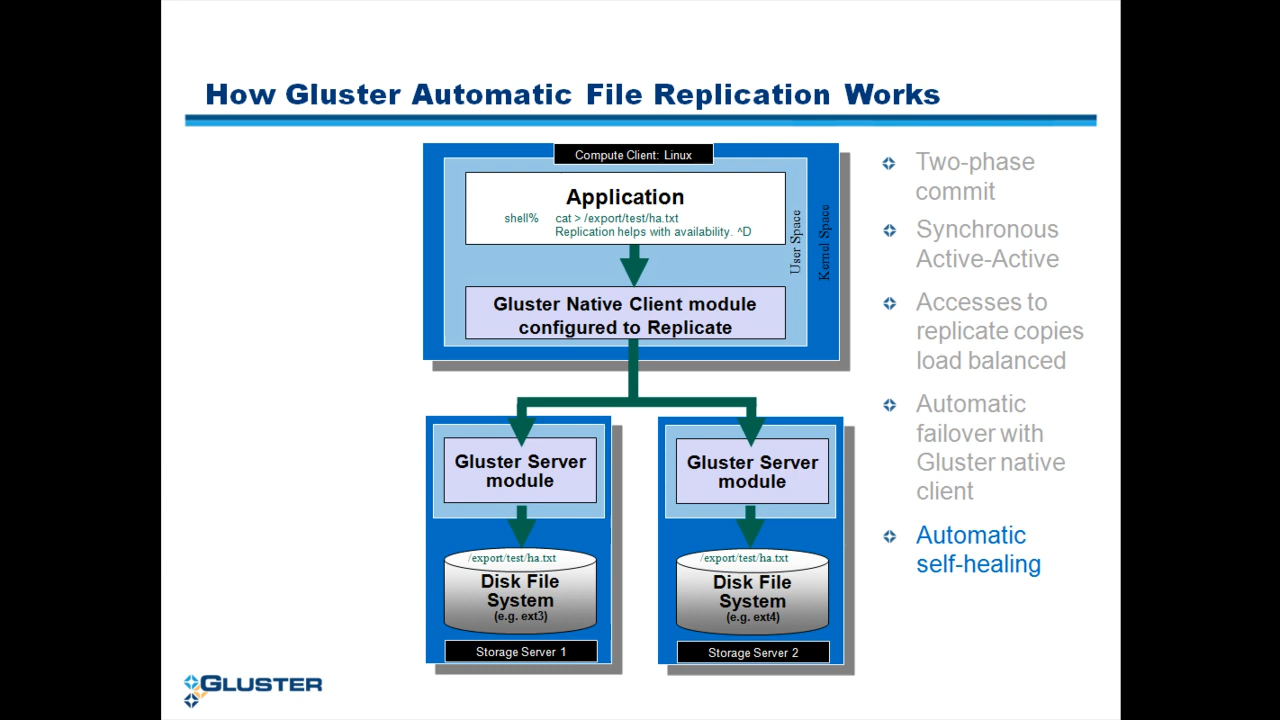 How Gluster Automatic File Replication Works
Compute Client: Linux
Application
shell% cat > /export/test/ha.txt
Replication helps with availability. ^D
User Space
Kernel Space
Gluster Native Client module
configured to Replicate
Gluster Server
module
/export/test/ha.txt
Disk File
System
(e.g. ext3)
Storage Server 1
Gluster Server
module
/export/test/ha.txt
Disk File
System
(e.g. ext4)
Storage Server 2
Two-phase
commit
Synchronous
Active-Active
Accesses to
replicate copies
load balanced
Automatic
failover with
Gluster native
client
Automatic
self-healing
GLUSTER